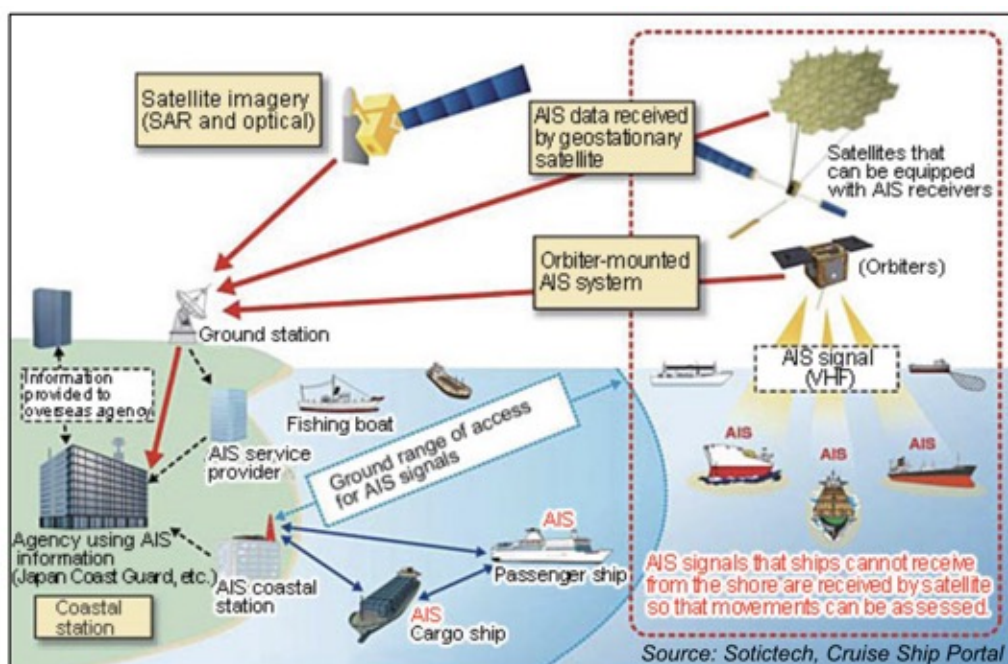 Satellite imagery
(SAR and optical)
AIS data received
by geostationary
satellite
Satellites that
can be equipped
with AIS receivers
Orbiter-mounted
AIS system
(Orbiters)
Ground station
AIS signal
(VHF)
Information
provided to
overseas agency
Fishing boat
AIS service
provider
Ground range of access
for AIS signals
AIS
AIS
AIS
Agency using AIS
information
(Japan Coast Guard, etc.)
AIS coastal
station
AIS
Passenger ship
AIS
Cargo ship
Coastal
station
AIS signals that ships cannot receive
from the shore are received by satellite
so that movements can be assessed.
Source: Sotictech, Cruise Ship Portal